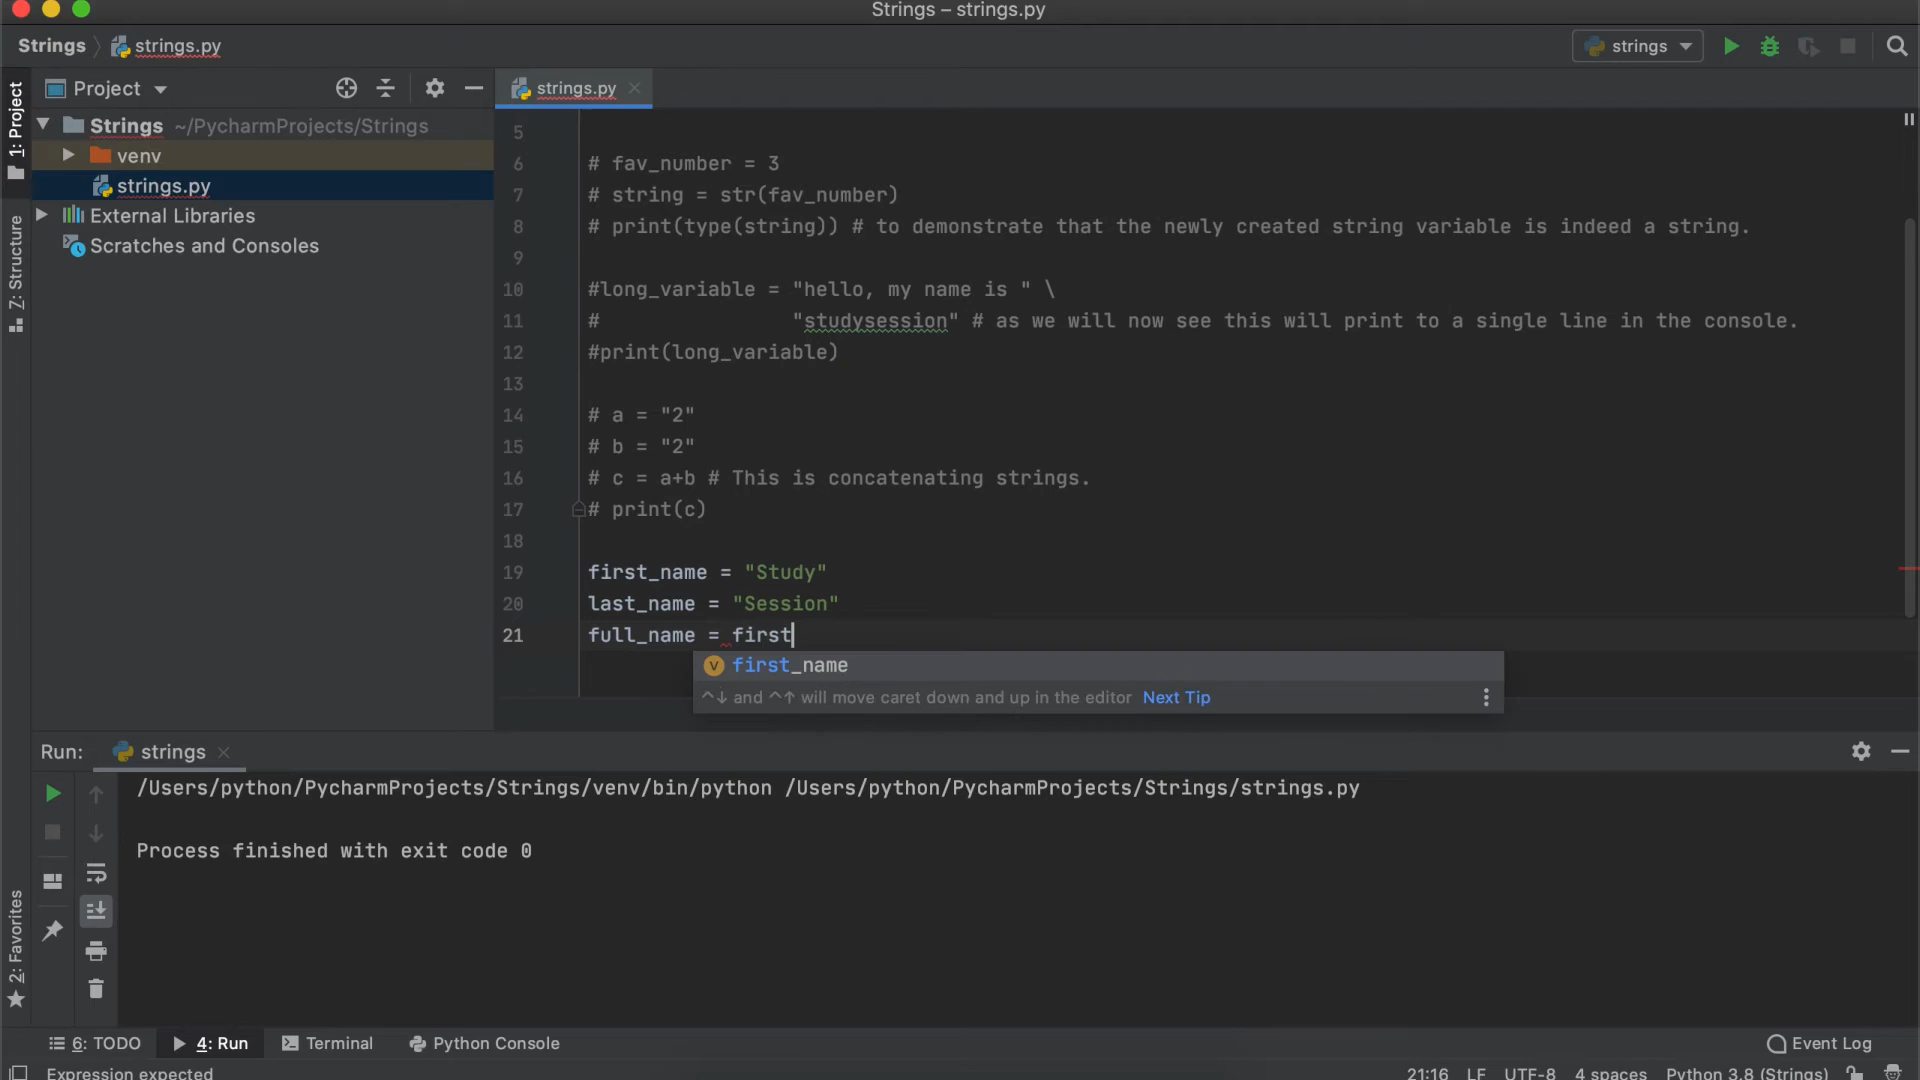 Strings – strings.py
Strings strings.py
strings
Project
strings.py
1: Project
Z: Structure
2: Favorites
Strings ~/PycharmProjects/Strings
venv
strings.py
External Libraries
Scratches and Consoles
5
6 # fav_number = 3
7 # string = str(fav_number)
8 # print(type(string)) # to demonstrate that the newly created string variable is indeed a string.
9
10 #long_variable = "hello, my name is " \
11 # "studysession" # as we will now see this will print to a single line in the console.
12 #print(long_variable)
13
14 # a = "2"
15 # b = "2"
16 # c = a+b # This is concatenating strings.
17 # print(c)
18
19 first_name = "Study"
20 last_name = "Session"
21 full_name = first
V first_name
^↓ and ^↑ will move caret down and up in the editor Next Tip
Run: strings
/Users/python/PycharmProjects/Strings/venv/bin/python /Users/python/PycharmProjects/Strings/strings.py
Process finished with exit code 0
6: TODO 4: Run Terminal Python Console Event Log
Expression expected 21:16 LF UTF-8 4 spaces Python 3.8 (Strings)